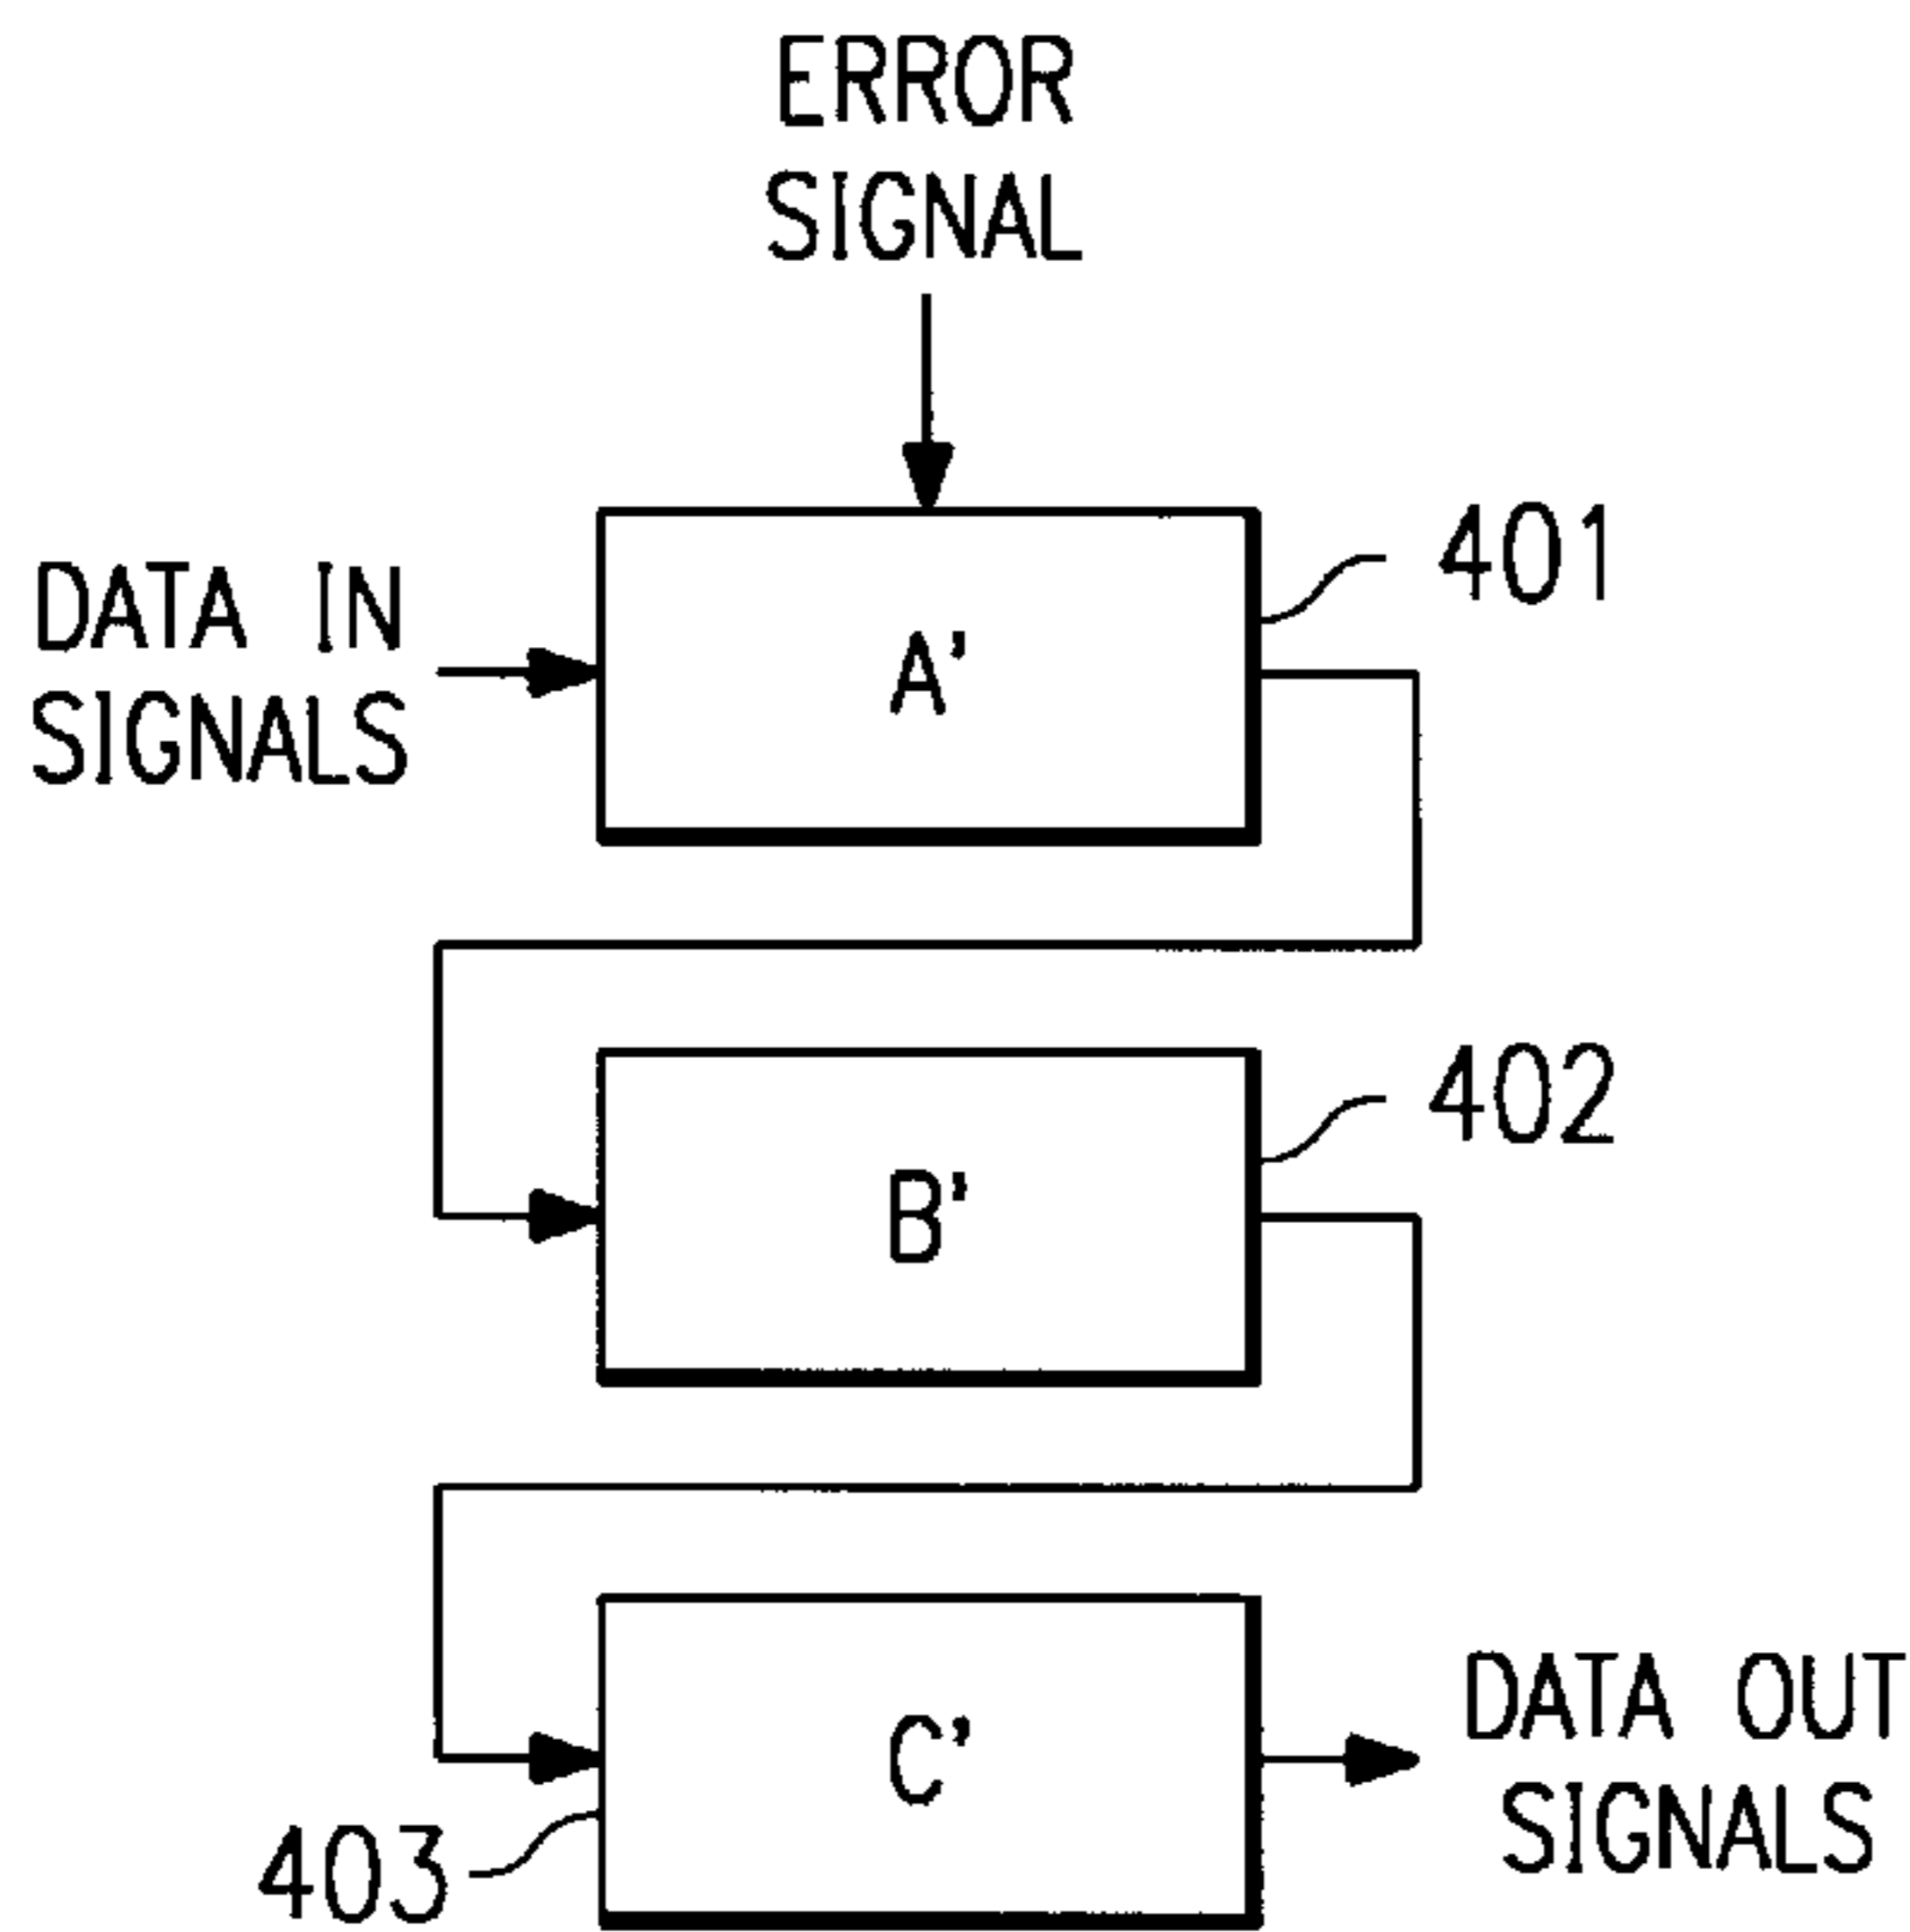 ERROR
SIGNAL
DATA IN
SIGNALS
A'
401
B'
402
C'
403
DATA OUT
SIGNALS